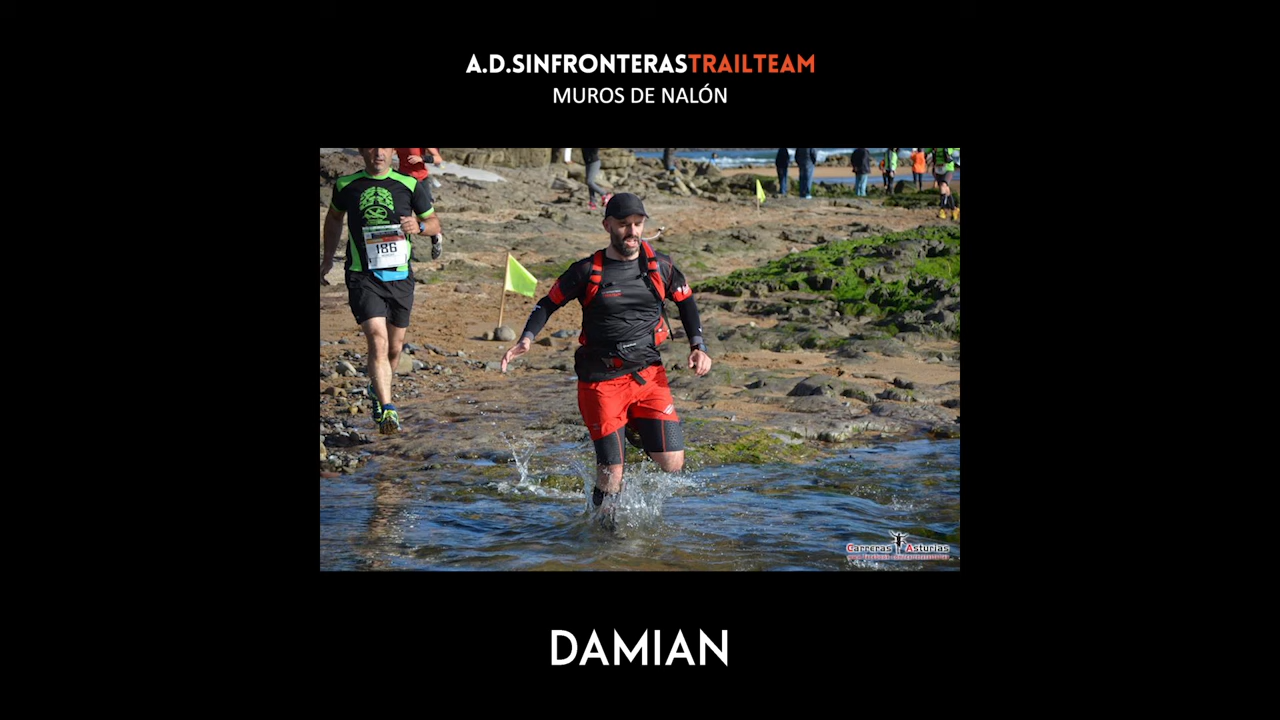 A.D.SINFRONTERASTRAILTEAM
MUROS DE NALÓN
186
Carreras Asturias
DAMIAN